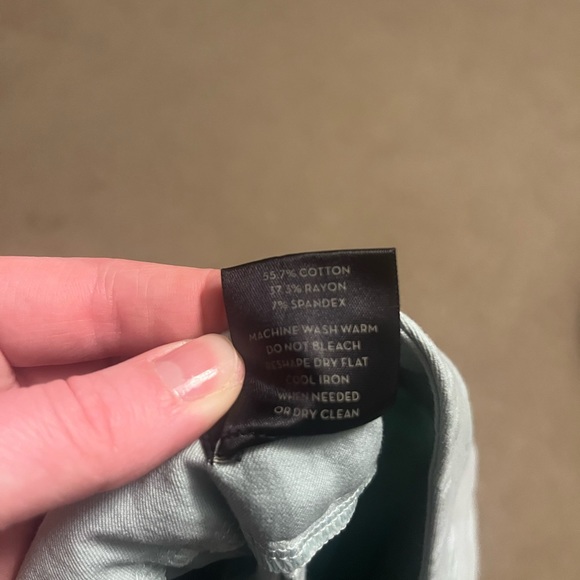 55.7% COTTON
37.3% RAYON
7% SPANDEX
MACHINE WASH WARM
DO NOT BLEACH
RESHAPE DRY FLAT
COOL IRON
WHEN NEEDED
OR DRY CLEAN